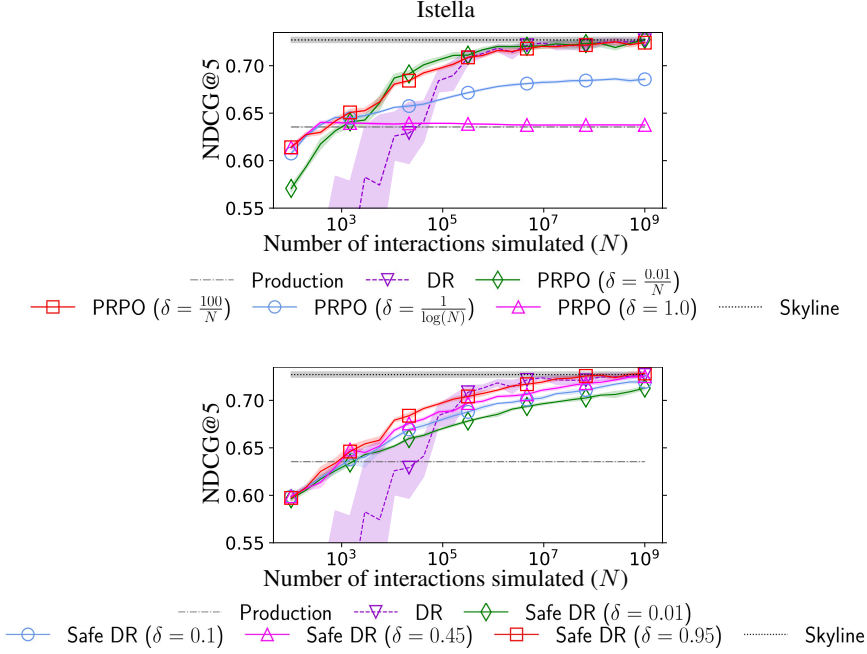 Istella
NDCG@5
0.70
0.65
0.60
0.55
10^3 10^5 10^7 10^9
Number of interactions simulated (N)
Production DR PRPO (δ = 0.01/N)
PRPO (δ = 100/N) PRPO (δ = 1/log(N)) PRPO (δ = 1.0) Skyline
NDCG@5
0.70
0.65
0.60
0.55
10^3 10^5 10^7 10^9
Number of interactions simulated (N)
Production DR Safe DR (δ = 0.01)
Safe DR (δ = 0.1) Safe DR (δ = 0.45) Safe DR (δ = 0.95) Skyline